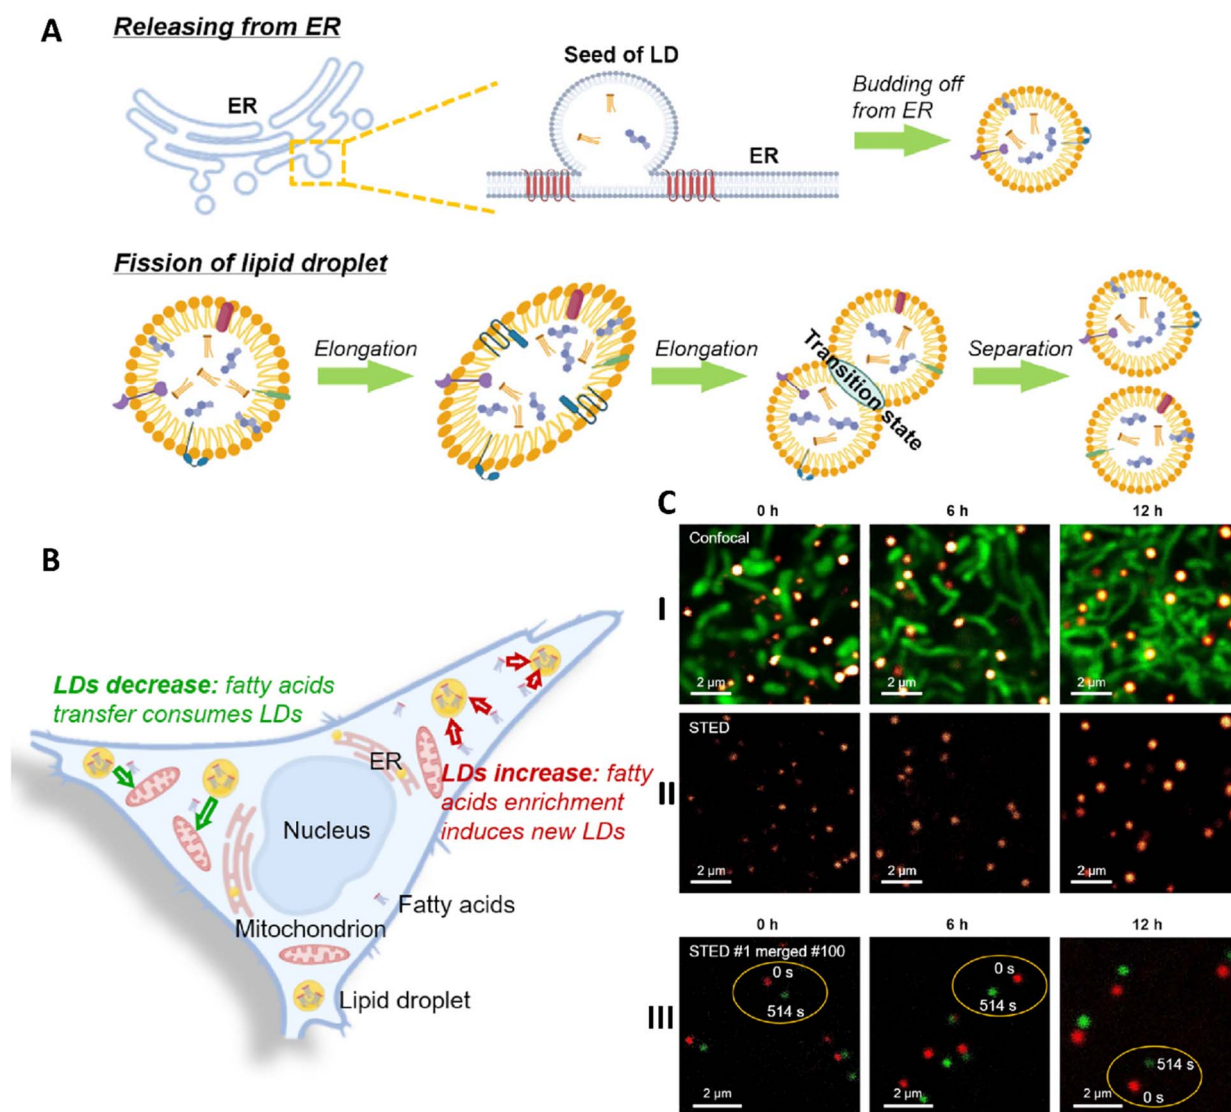 A
Releasing from ER
ER
Seed of LD
ER
Budding off
from ER
Fission of lipid droplet
Elongation
Elongation
Transition state
Separation
B
LDs decrease: fatty acids
transfer consumes LDs
ER
LDs increase: fatty
acids enrichment
induces new LDs
Nucleus
Fatty acids
Mitochondrion
Lipid droplet
C
0 h
6 h
12 h
I
Confocal
2 μm
2 μm
2 μm
II
STED
2 μm
2 μm
2 μm
0 h
6 h
12 h
III
STED #1 merged #100
0 s
514 s
2 μm
0 s
514 s
2 μm
514 s
0 s
2 μm